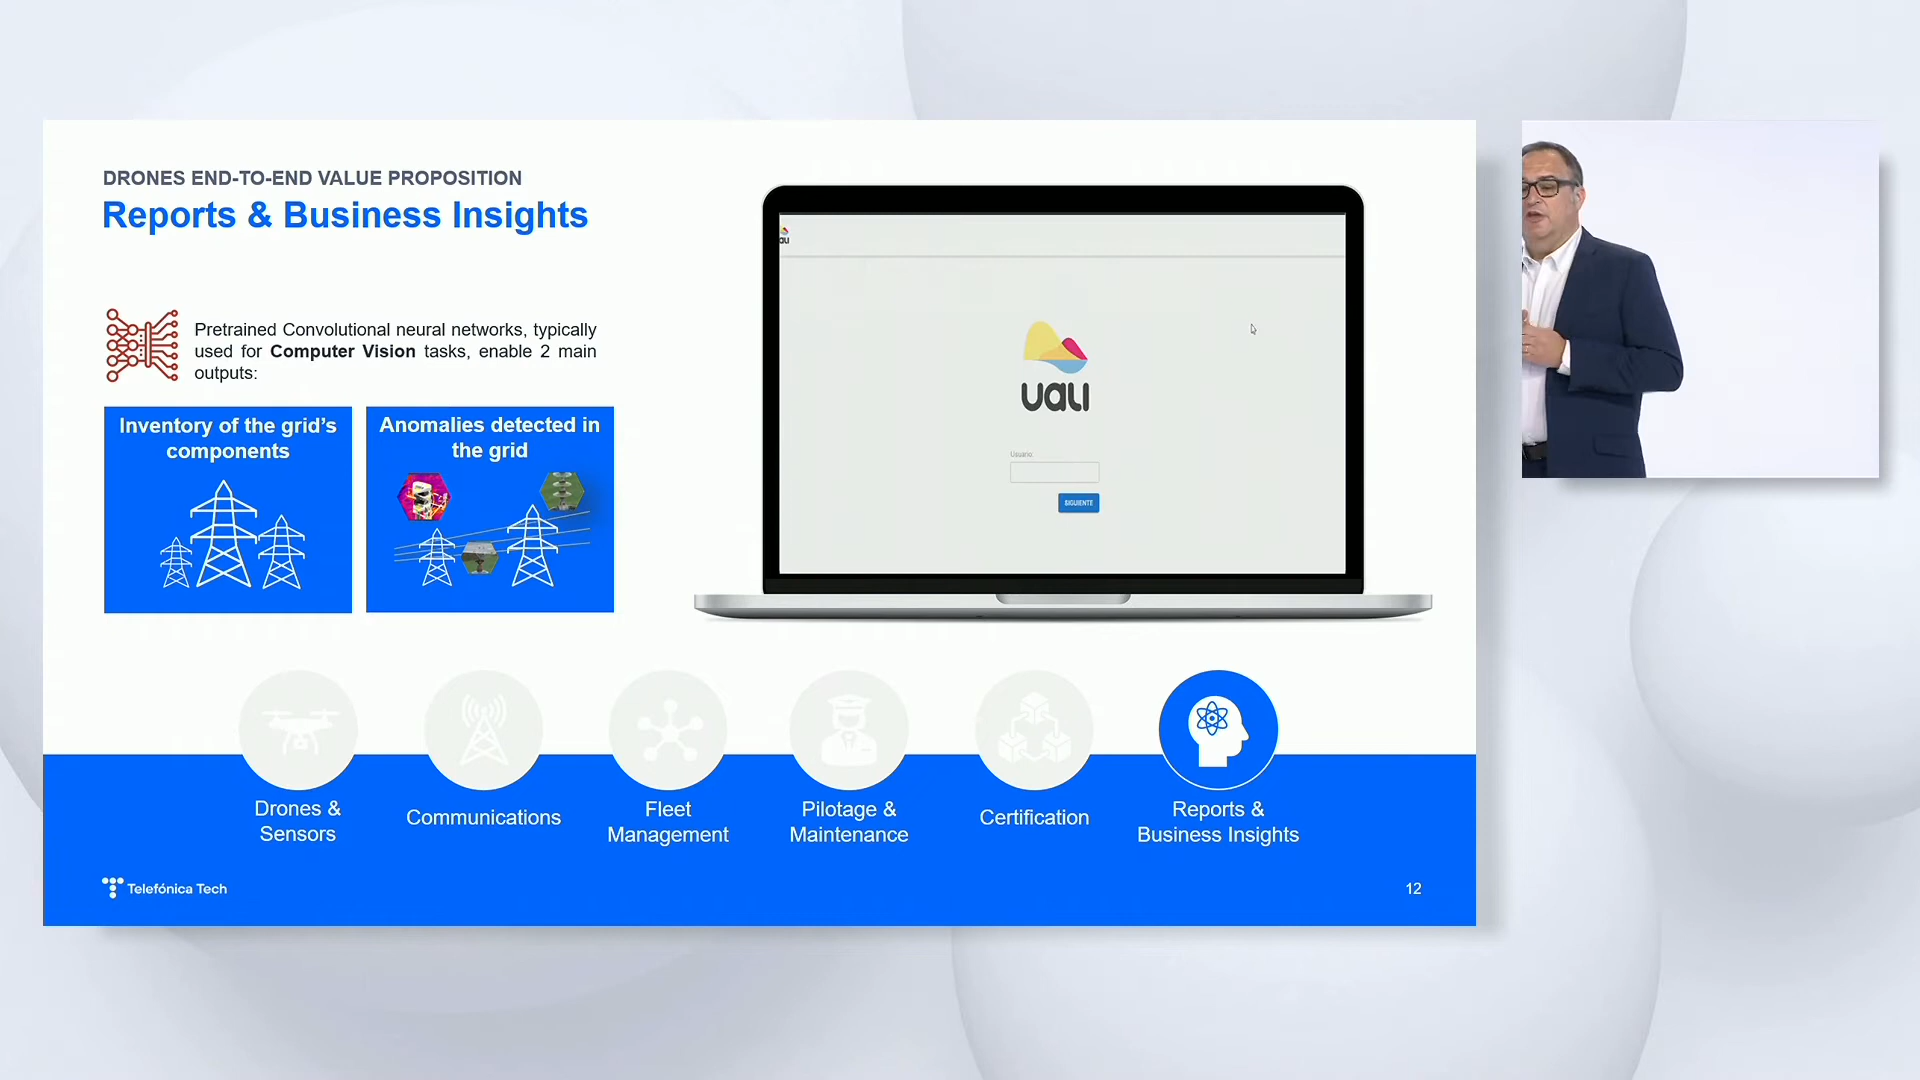 DRONES END-TO-END VALUE PROPOSITION
Reports & Business Insights
Pretrained Convolutional neural networks, typically
used for Computer Vision tasks, enable 2 main
outputs:
Inventory of the grid's
components
Anomalies detected in
the grid
uali
Usuario:
SIGUIENTE
Drones &
Sensors
Communications
Fleet
Management
Pilotage &
Maintenance
Certification
Reports &
Business Insights
Telefónica Tech
12